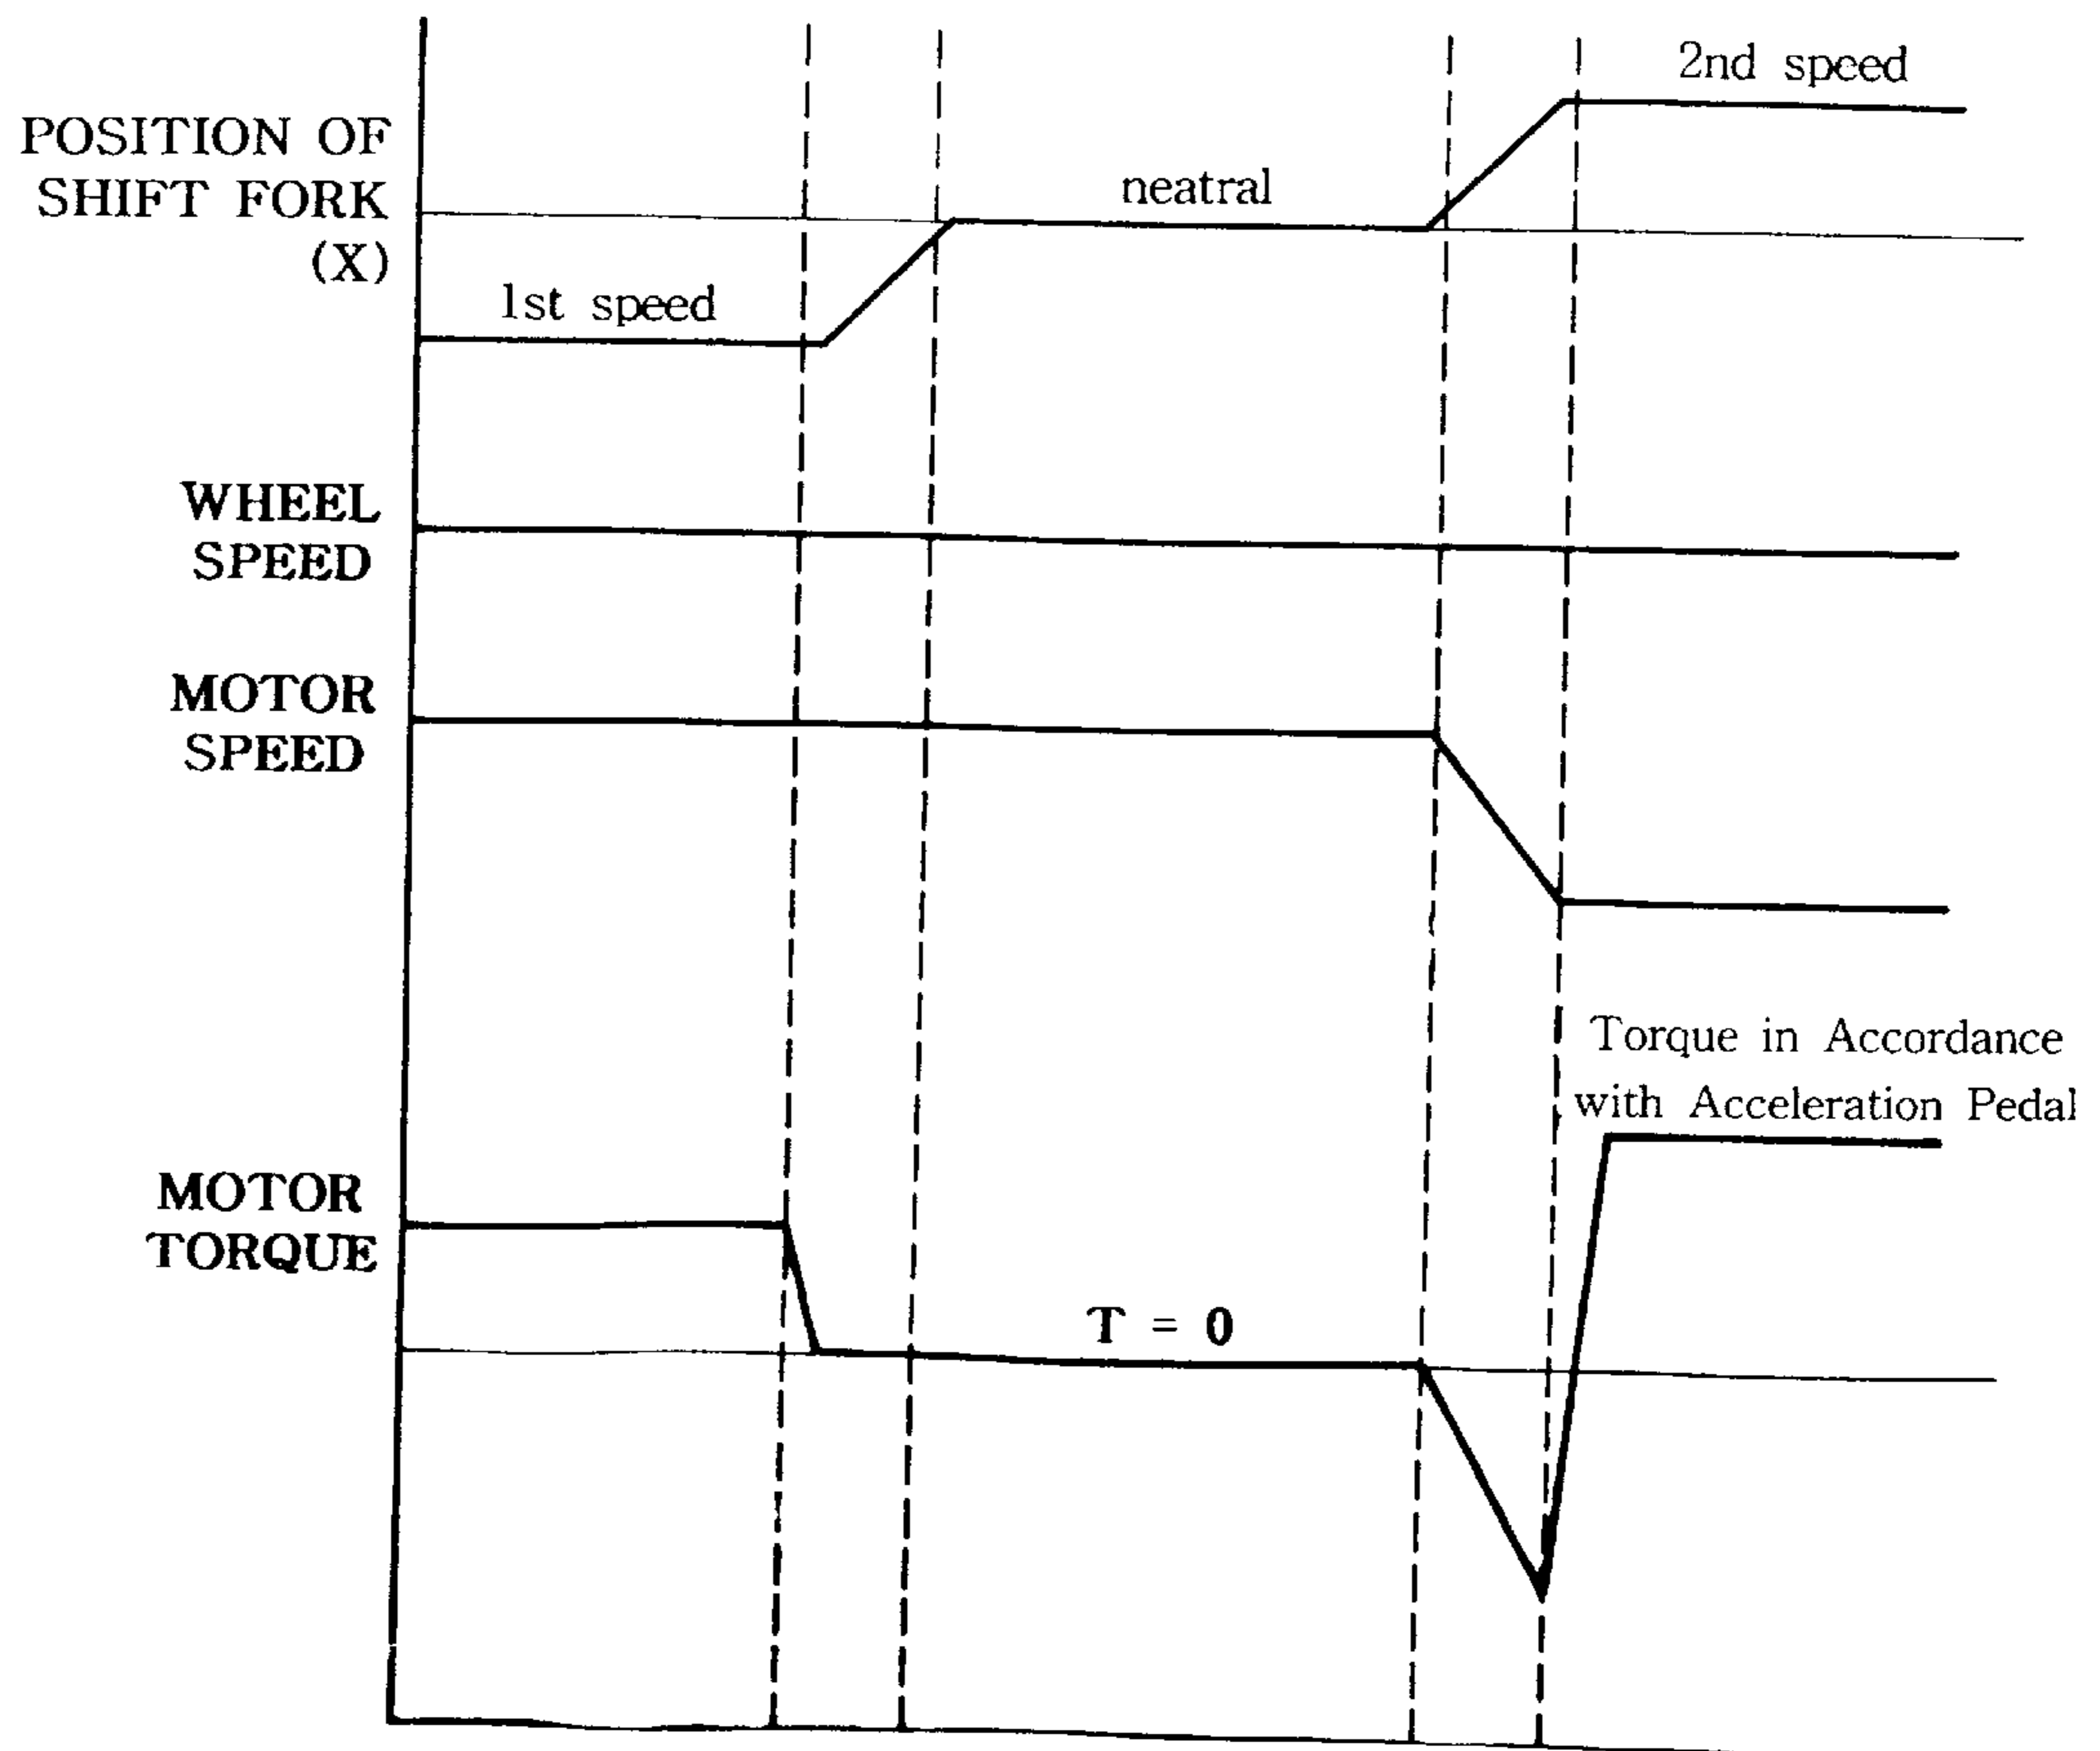 2nd speed
POSITION OF
SHIFT FORK
(X)
neatral
1st speed
WHEEL
SPEED
MOTOR
SPEED
Torque in Accordance
with Acceleration Pedal
MOTOR
TORQUE
T = 0